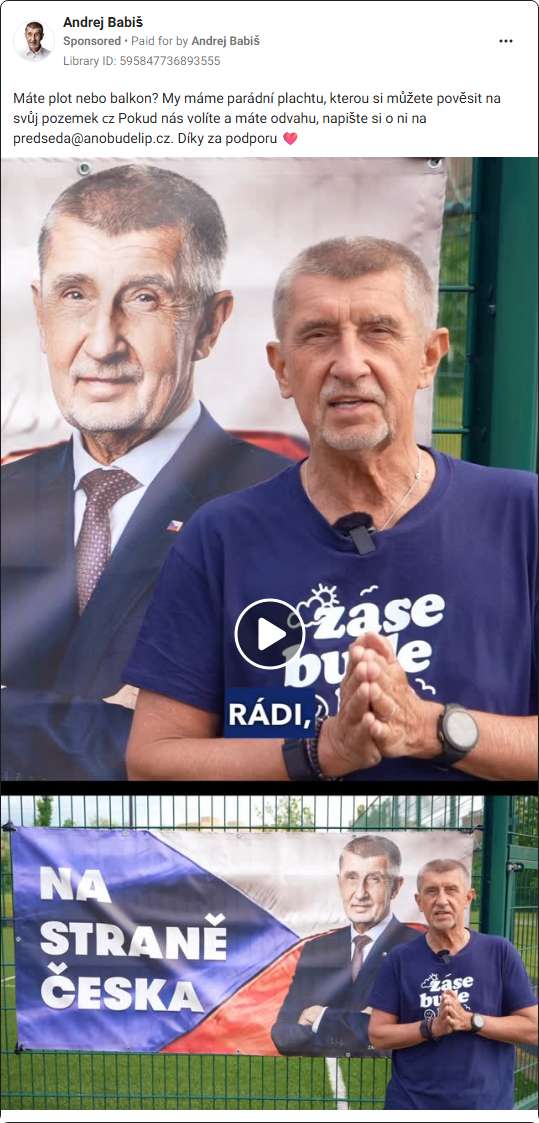 Andrej Babiš
Sponsored • Paid for by Andrej Babiš
Library ID: 595847736893555
Máte plot nebo balkon? My máme parádní plachtu, kterou si můžete pověsit na
svůj pozemek cz Pokud nás volíte a máte odvahu, napište si o ni na
predseda@anobudelip.cz. Díky za podporu 💓
zase
bude
RÁDI,
NA
STRANĚ
ČESKA
zase
bude